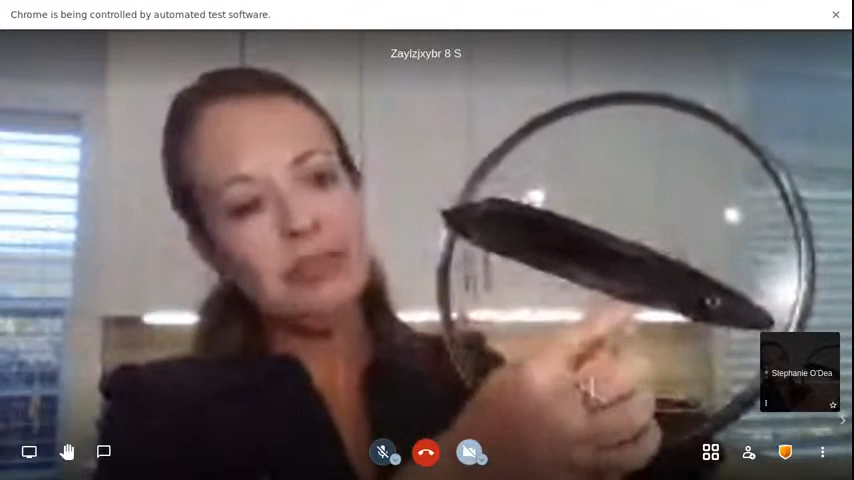 Chrome is being controlled by automated test software.
Zaylzjxybr 8 S
Stephanie O'Dea